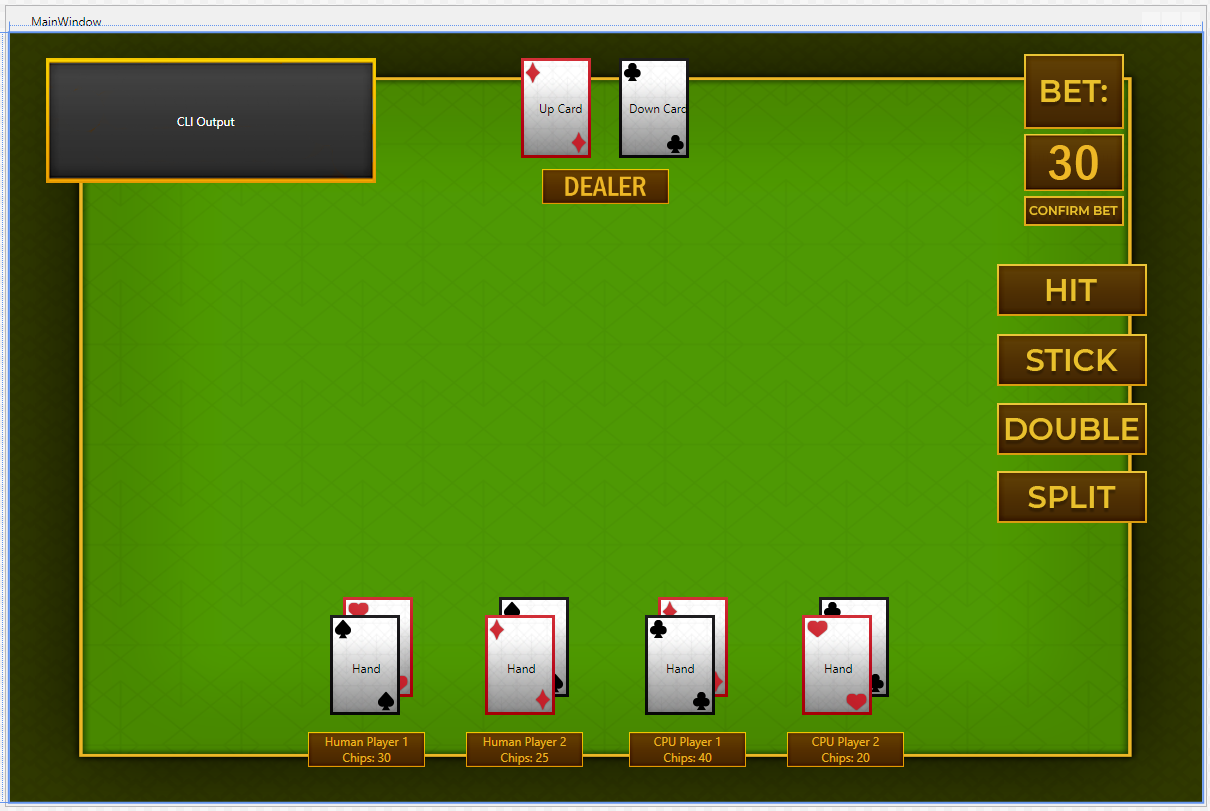 MainWindow
CLI Output
Up Card
Down Card
DEALER
BET:
30
CONFIRM BET
HIT
STICK
DOUBLE
SPLIT
Hand
Hand
Hand
Hand
Human Player 1
Chips: 30
Human Player 2
Chips: 25
CPU Player 1
Chips: 40
CPU Player 2
Chips: 20